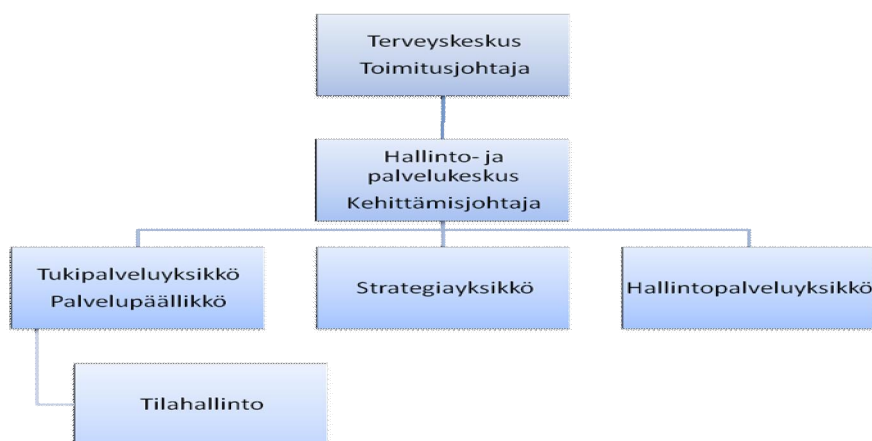 Terveyskeskus
Toimitusjohtaja
Hallinto- ja
palvelukeskus
Kehittämisjohtaja
Tukipalveluyksikkö
Palvelupäällikkö
Strategiayksikkö
Hallintopalveluyksikkö
Tilahallinto